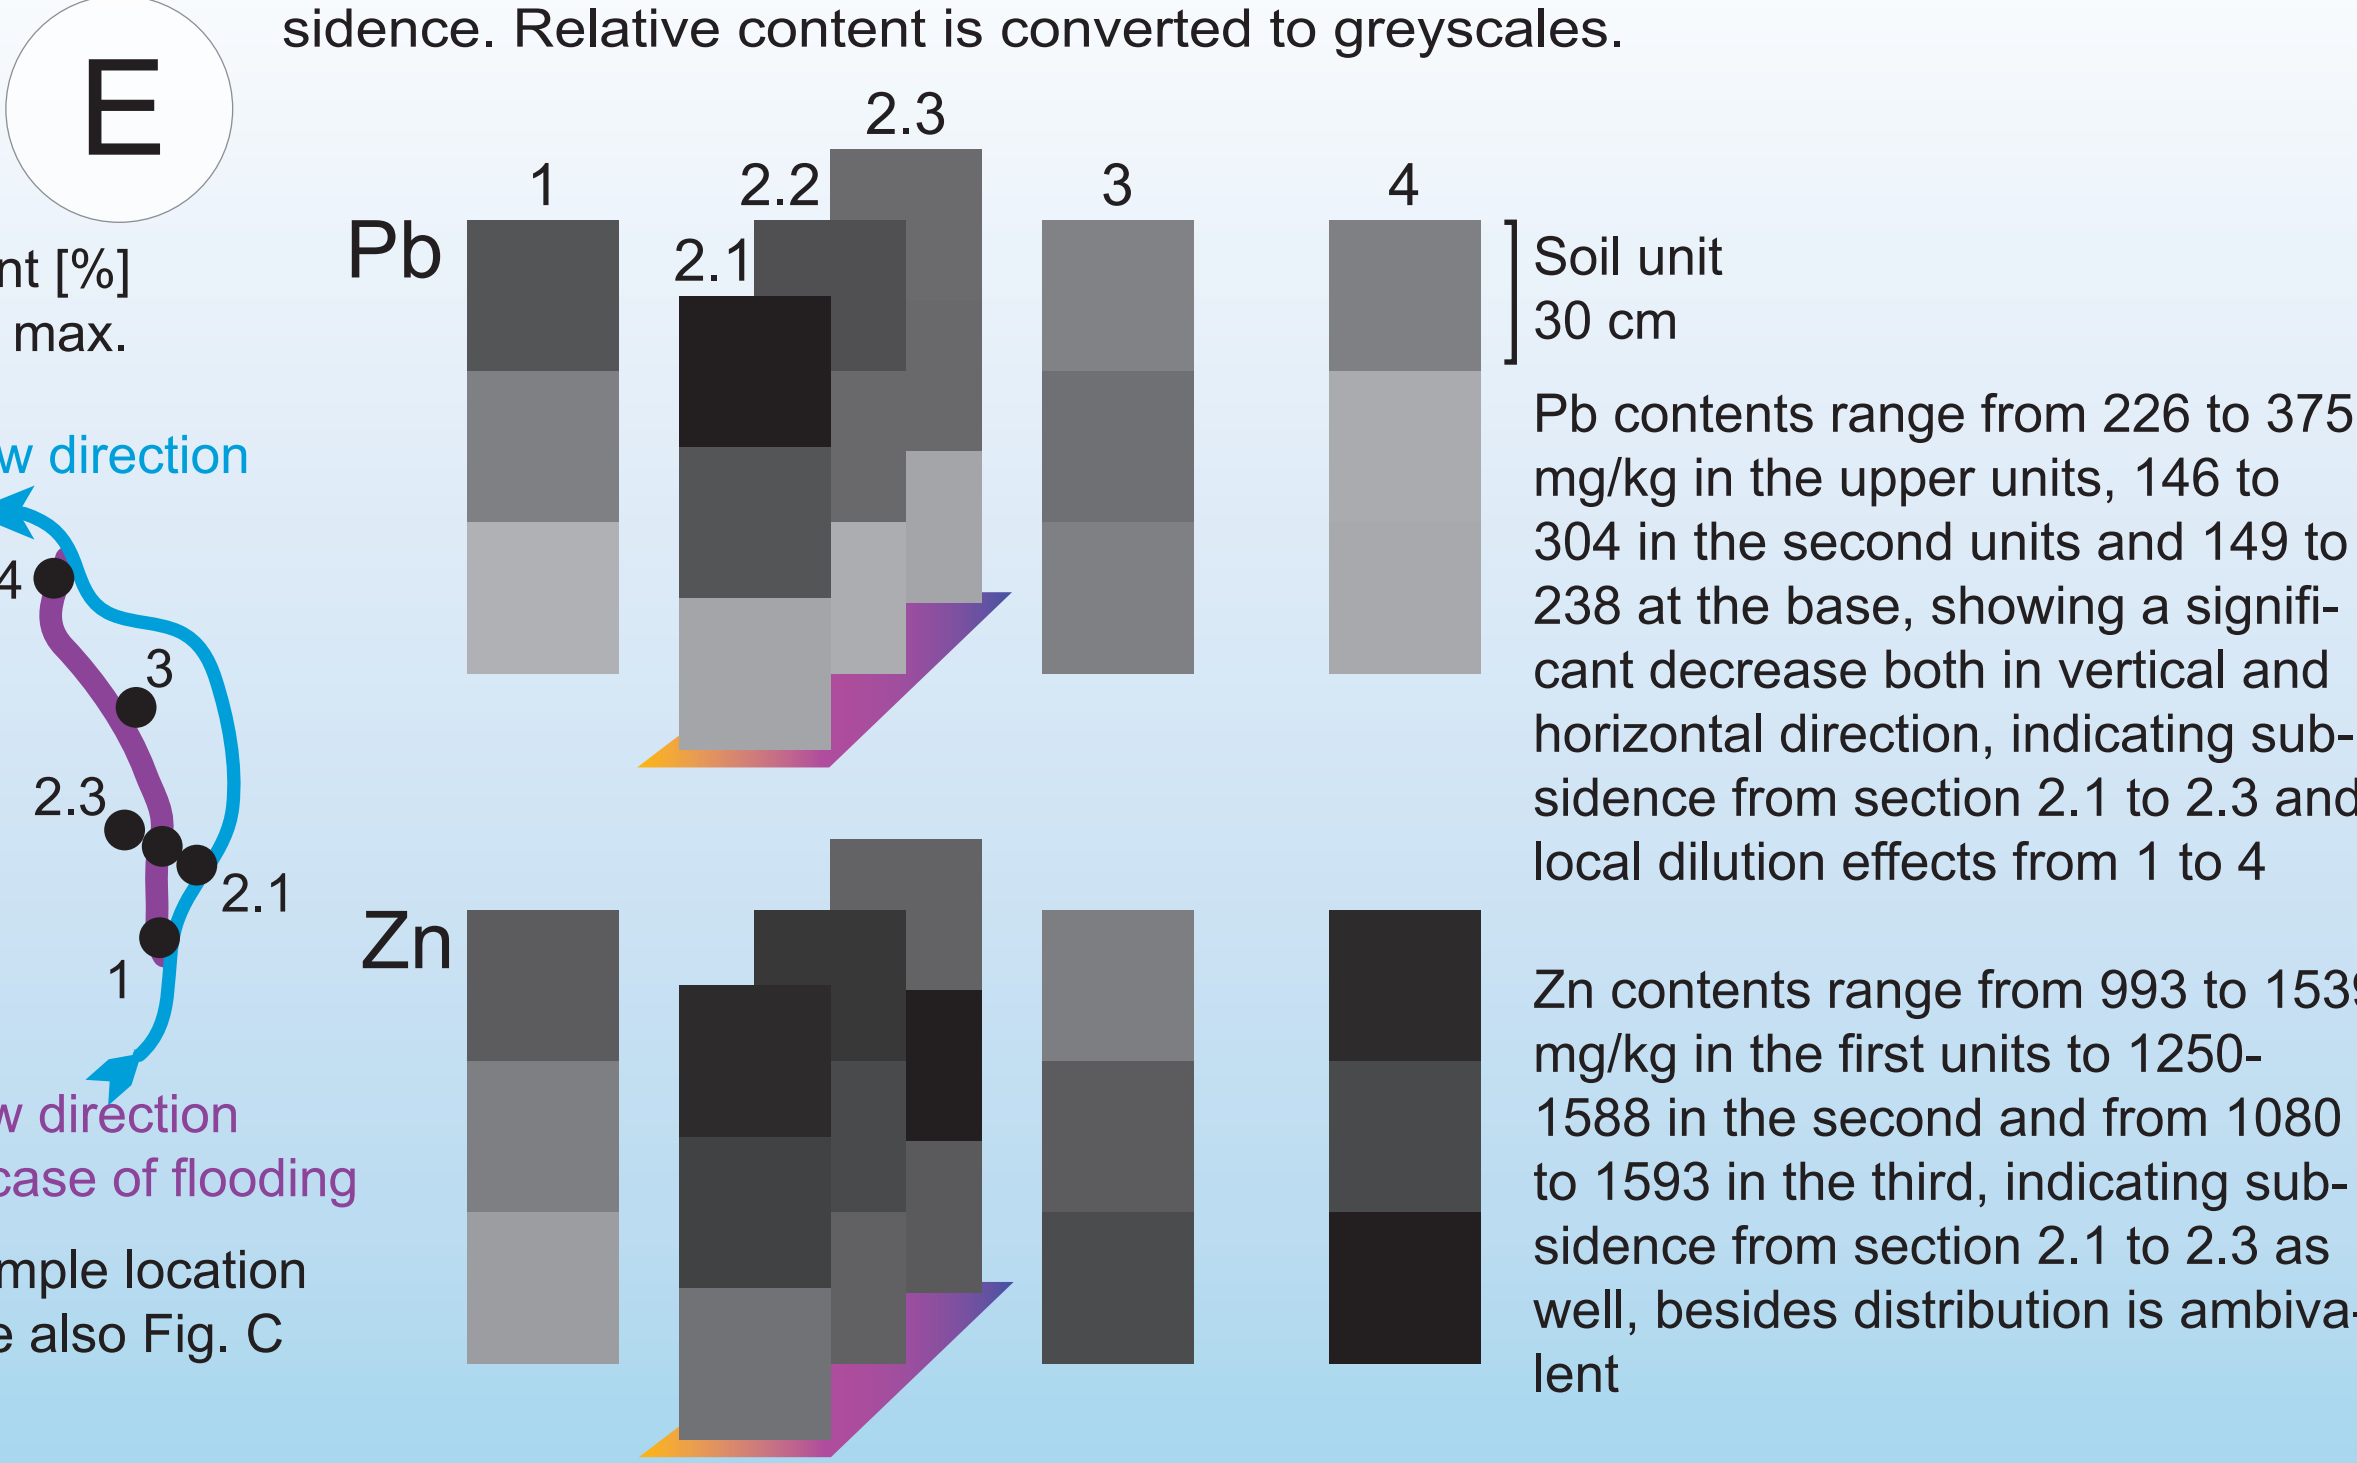 sidence. Relative content is converted to greyscales.
E
2.3
1
2.2
3
4
Pb
2.1
Soil unit
30 cm
nt [%]
max.
w direction
4
3
2.3
2.1
1
Pb contents range from 226 to 375
mg/kg in the upper units, 146 to
304 in the second units and 149 to
238 at the base, showing a signifi-
cant decrease both in vertical and
horizontal direction, indicating sub-
sidence from section 2.1 to 2.3 and
local dilution effects from 1 to 4
Zn
Zn contents range from 993 to 1539
mg/kg in the first units to 1250-
1588 in the second and from 1080
to 1593 in the third, indicating sub-
sidence from section 2.1 to 2.3 as
well, besides distribution is ambiva-
lent
w direction
case of flooding
mple location
e also Fig. C